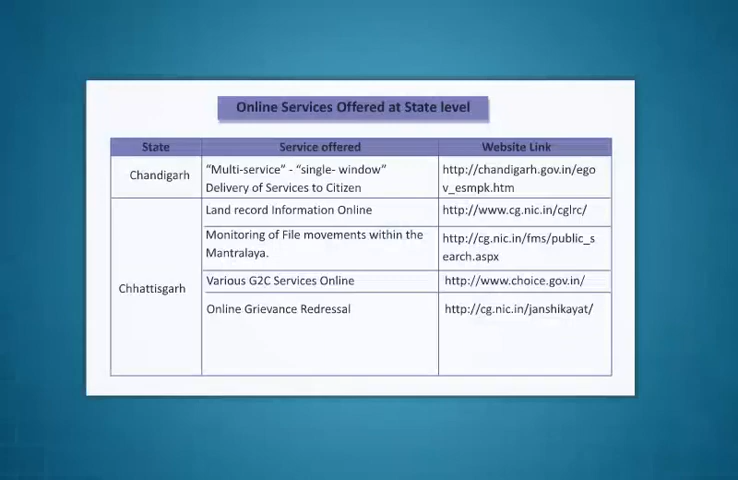 Online Services Offered at State level
State Service offered Website Link
Chandigarh
“Multi-service” - “single- window”
Delivery of Services to Citizen
http://chandigarh.gov.in/ego
v_esmpk.htm
Chhattisgarh
Land record Information Online
http://www.cg.nic.in/cglrc/
Monitoring of File movements within the
Mantralaya.
http://cg.nic.in/fms/public_s
earch.aspx
Various G2C Services Online
http://www.choice.gov.in/
Online Grievance Redressal
http://cg.nic.in/janshikayat/